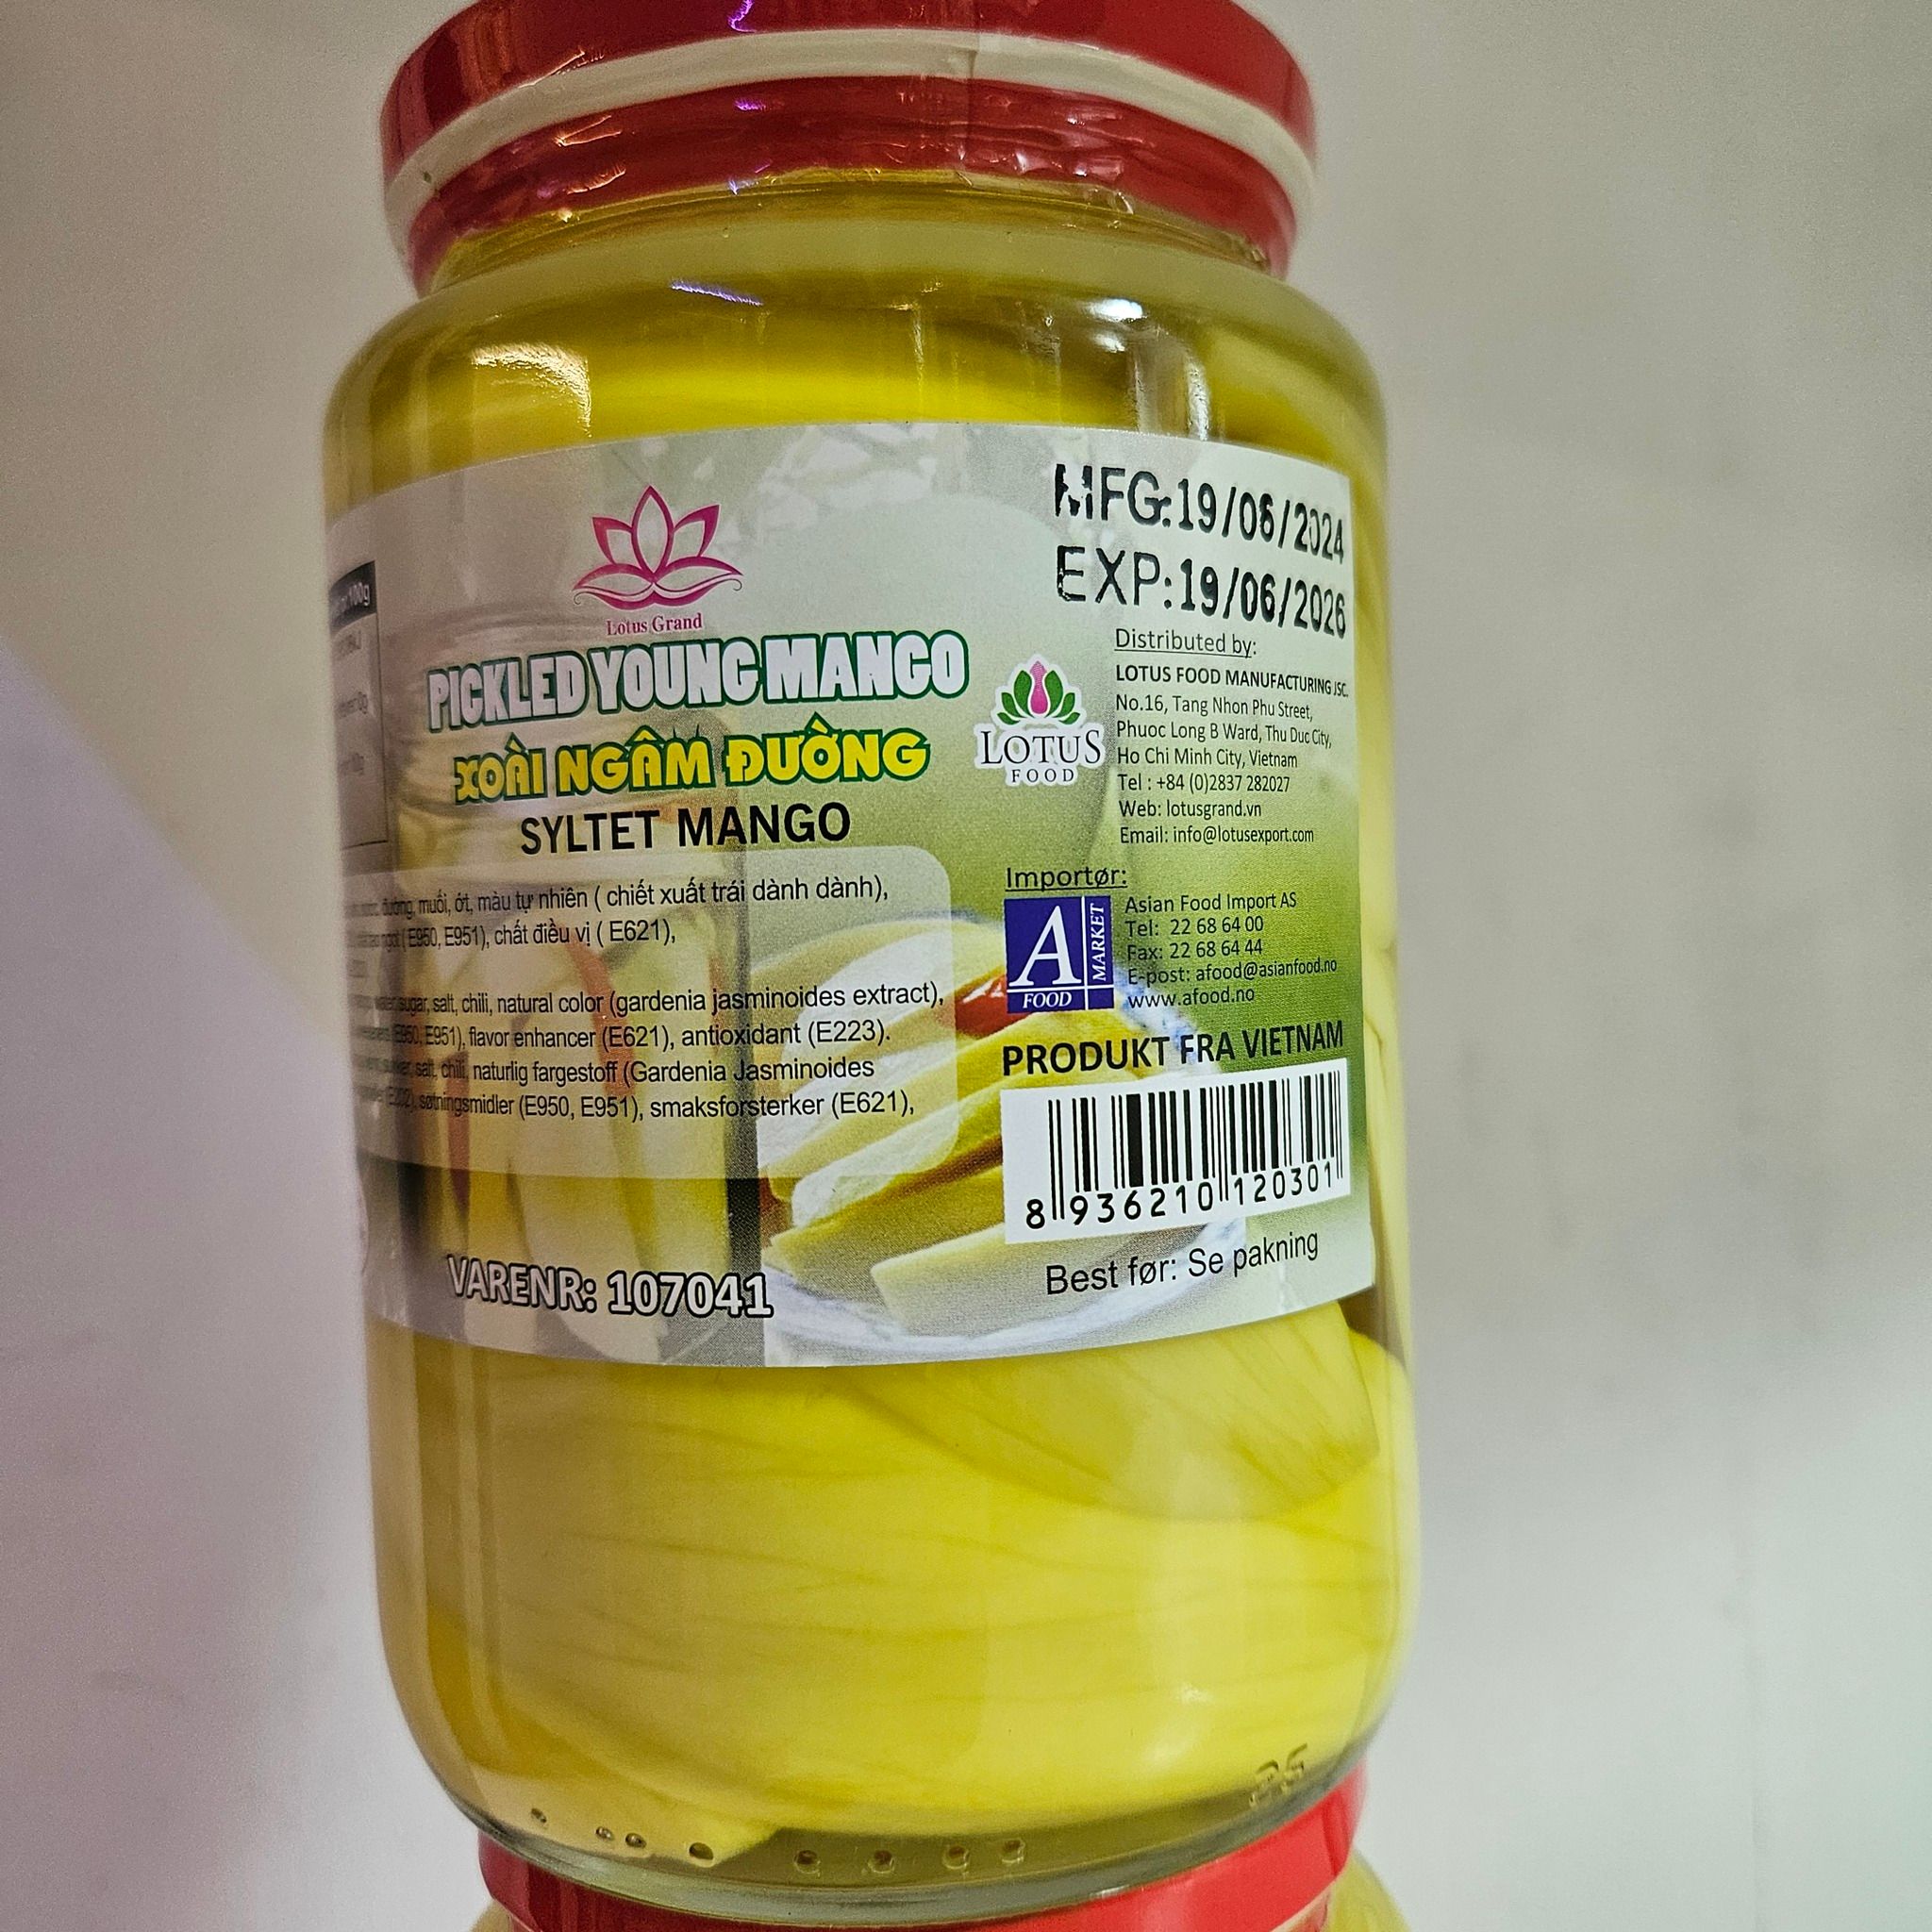 MFG:19/06/2024
EXP:19/06/2026
100g
Lotus Grand
PICKLED YOUNG MANGO
XOÀI NGÂM ĐƯỜNG
SYLTET MANGO
đường, muối, ớt, màu tự nhiên ( chiết xuất trái dành dành),
( E950, E951), chất điều vị ( E621),
water, sugar, salt, chili, natural color (gardenia jasminoides extract),
(E950, E951), flavor enhancer (E621), antioxidant (E223).
salt, chili, naturlig fargestoff (Gardenia Jasminoides
søtningsmidler (E950, E951), smaksforsterker (E621),
VARENR: 107041
LOTUS
FOOD
Distributed by:
LOTUS FOOD MANUFACTURING JSC.
No.16, Tang Nhon Phu Street,
Phuoc Long B Ward, Thu Duc City,
Ho Chi Minh City, Vietnam
Tel : +84 (0)2837 282027
Web: lotusgrand.vn
Email: info@lotusexport.com
Importør:
A
FOOD
MARKET
Asian Food Import AS
Tel: 22 68 64 00
Fax: 22 68 64 44
E-post: afood@asianfood.no
www.afood.no
PRODUKT FRA VIETNAM
8 936210 120301
Best før: Se pakning